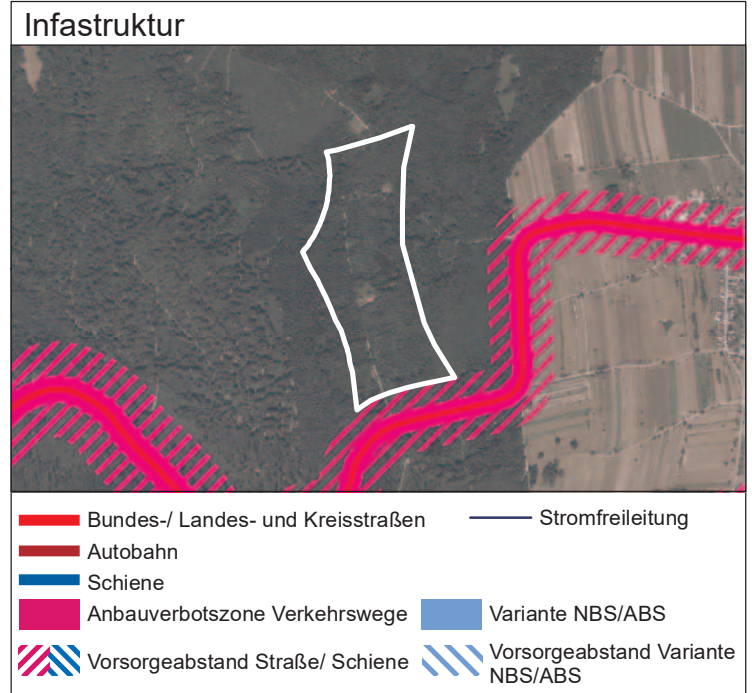 Infastruktur
Bundes-/ Landes- und Kreisstraßen
Stromfreileitung
Autobahn
Schiene
Anbauverbotszone Verkehrswege
Variante NBS/ABS
Vorsorgeabstand Straße/ Schiene
Vorsorgeabstand Variante
NBS/ABS